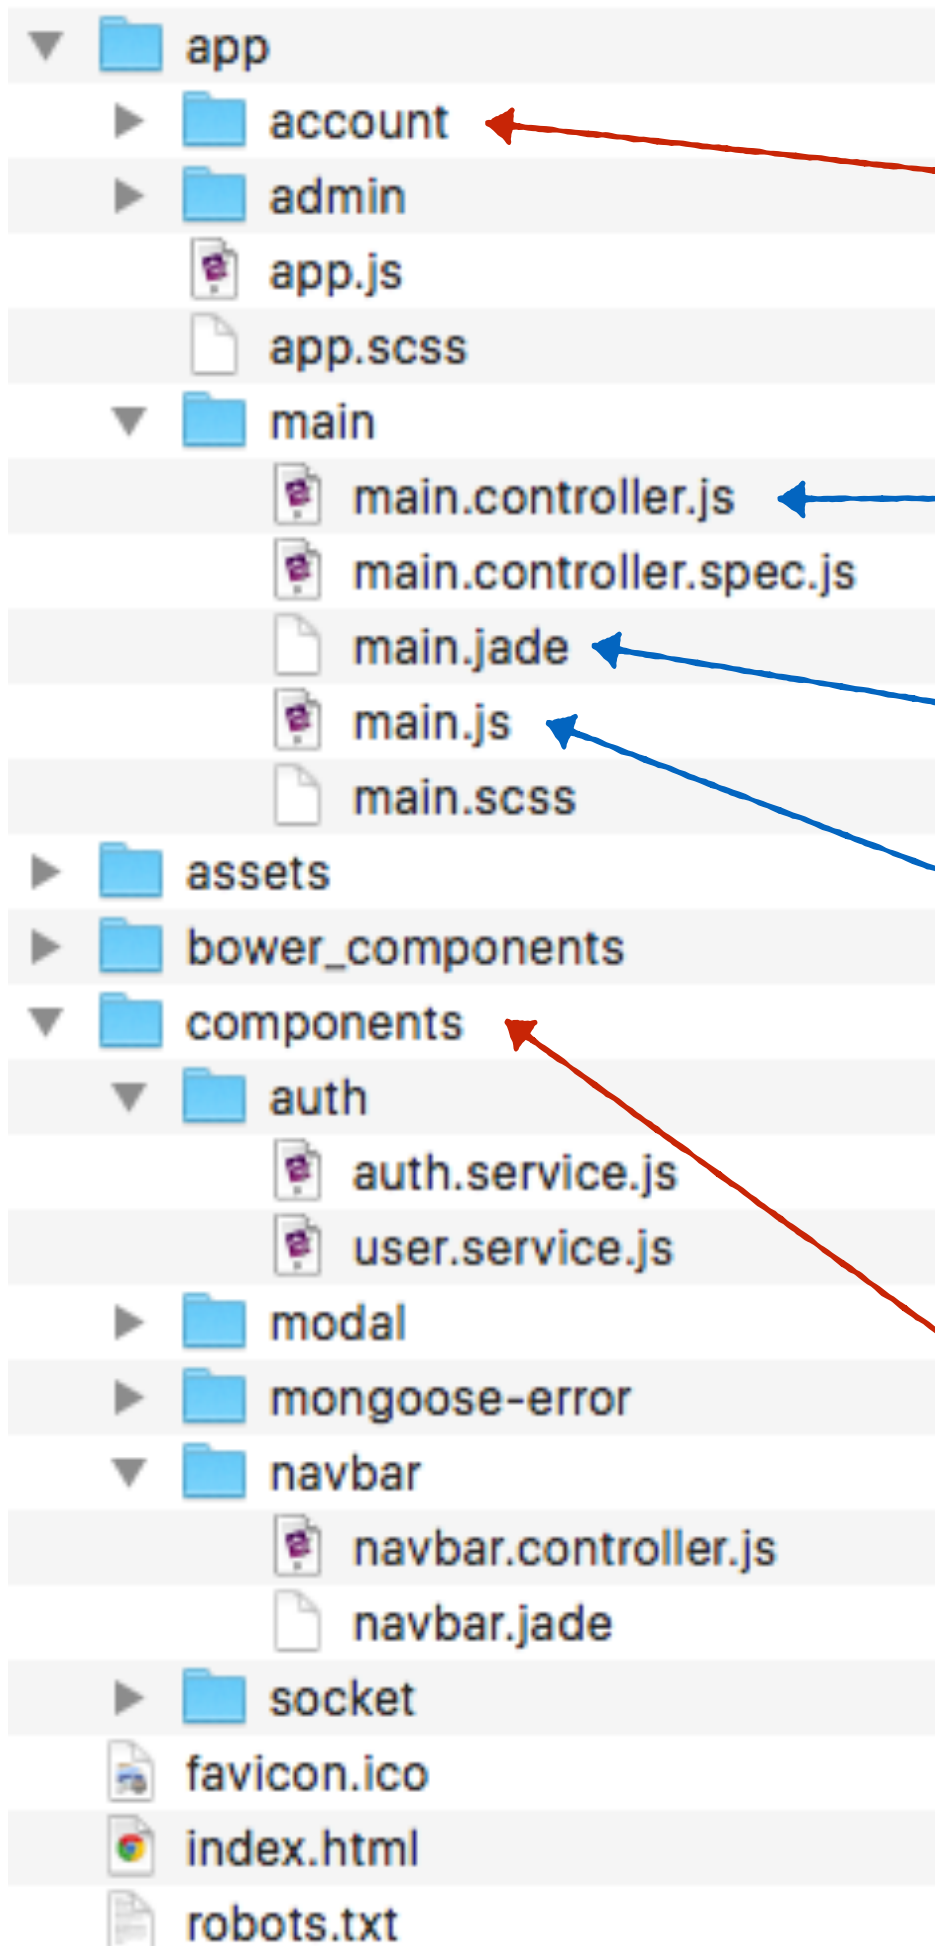 app
account
admin
app.js
app.scss
main
main.controller.js
main.controller.spec.js
main.jade
main.js
main.scss
assets
bower_components
components
auth
auth.service.js
user.service.js
modal
mongoose-error
navbar
navbar.controller.js
navbar.jade
socket
favicon.ico
index.html
robots.txt